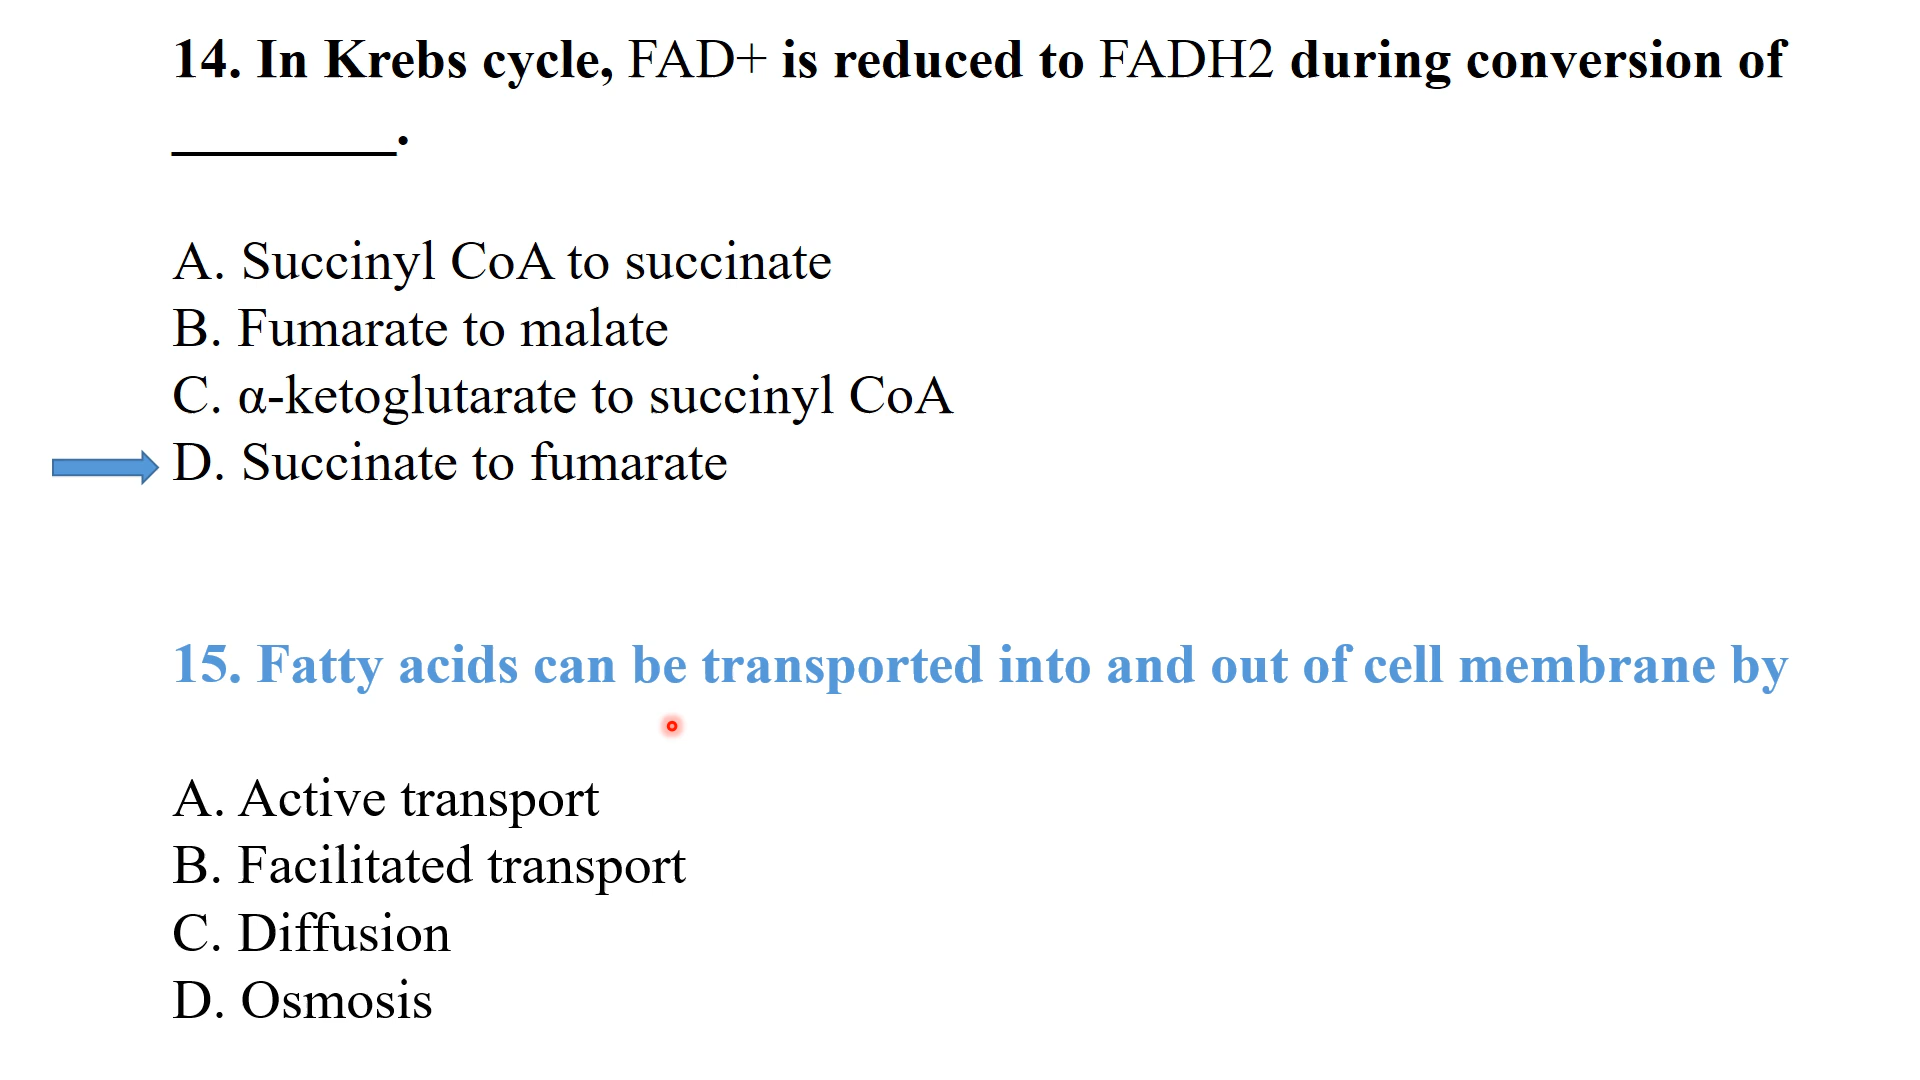 14. In Krebs cycle, FAD+ is reduced to FADH2 during conversion of
________.
A. Succinyl CoA to succinate
B. Fumarate to malate
C. α-ketoglutarate to succinyl CoA
D. Succinate to fumarate
15. Fatty acids can be transported into and out of cell membrane by
A. Active transport
B. Facilitated transport
C. Diffusion
D. Osmosis